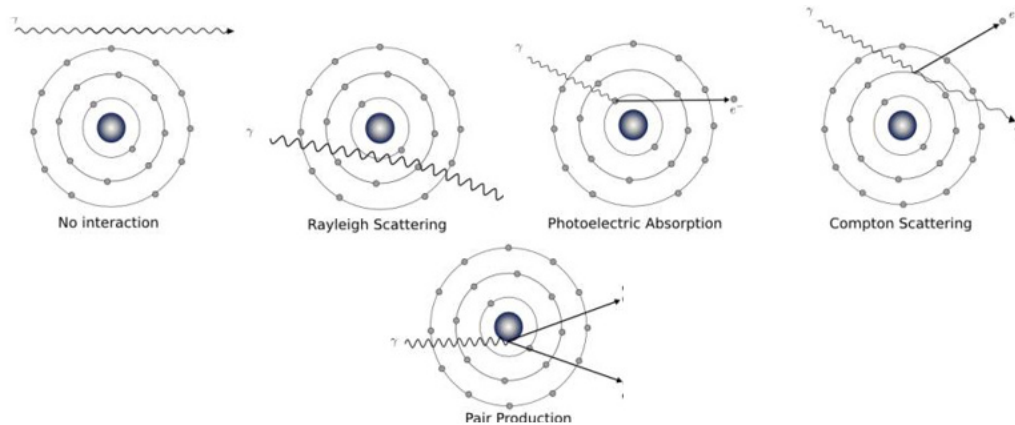 γ
γ
γ
e⁻
γ
e
No interaction
Rayleigh Scattering
Photoelectric Absorption
Compton Scattering
γ
Pair Production